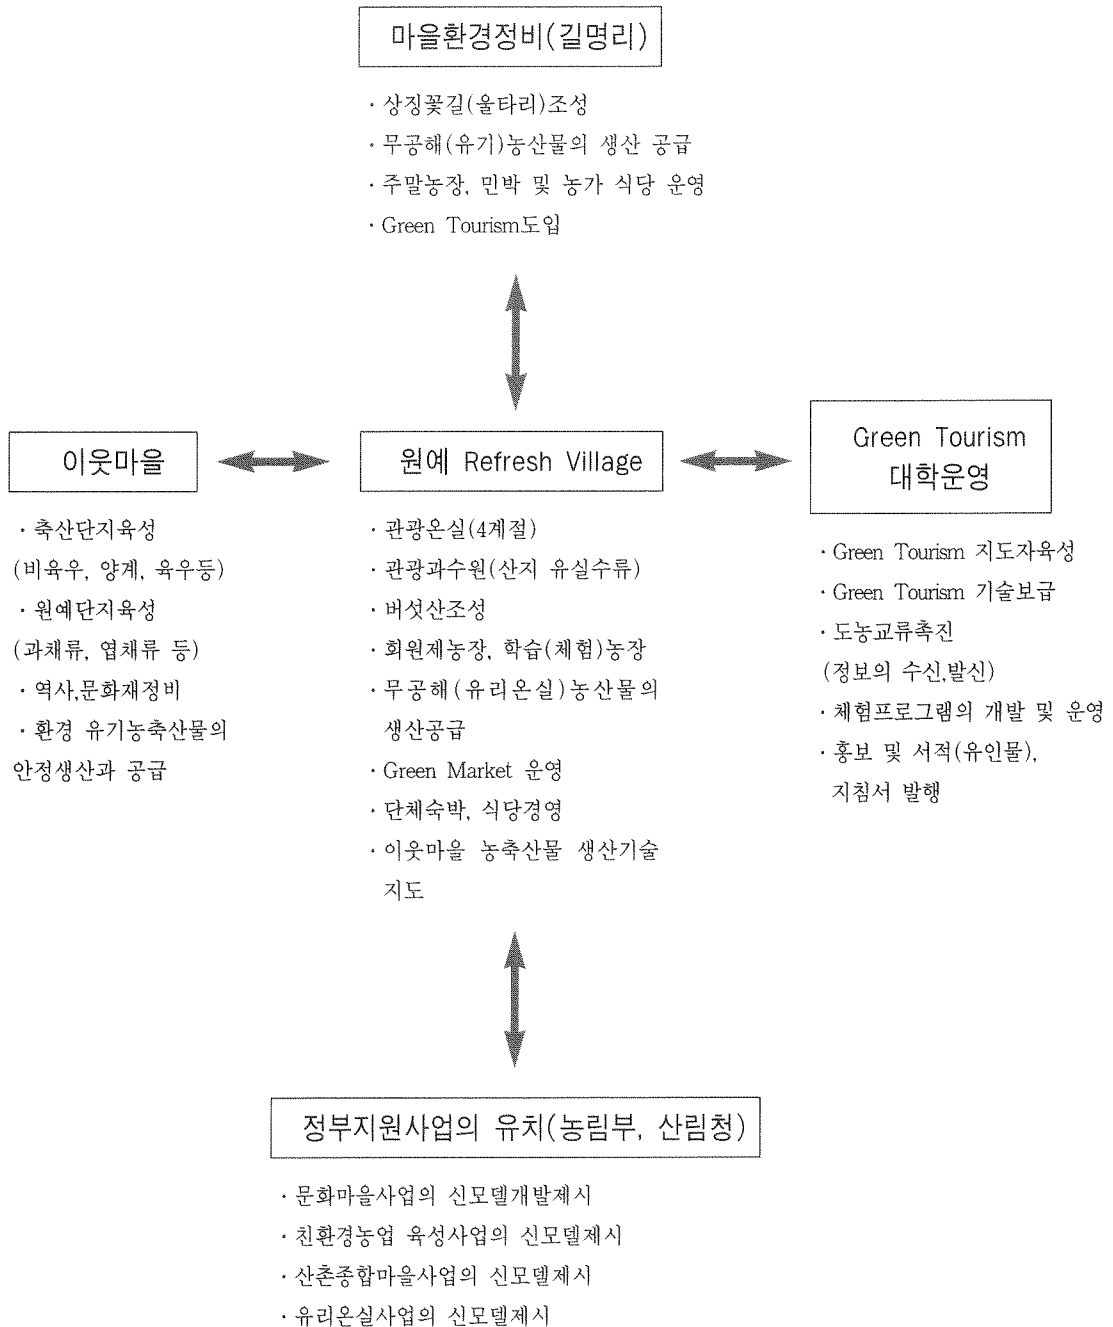 마을환경정비(길명리)
· 상징꽃길(울타리)조성
· 무공해(유기)농산물의 생산 공급
· 주말농장, 민박 및 농가 식당 운영
· Green Tourism도입
이웃마을
· 축산단지육성
(비육우, 양계, 육우등)
· 원예단지육성
(과채류, 엽채류 등)
· 역사,문화재정비
· 환경 유기농축산물의
안정생산과 공급
원예 Refresh Village
· 관광온실(4계절)
· 관광과수원(산지 유실수류)
· 버섯산조성
· 회원제농장, 학습(체험)농장
· 무공해(유리온실)농산물의
생산공급
· Green Market 운영
· 단체숙박, 식당경영
· 이웃마을 농축산물 생산기술
지도
Green Tourism
대학운영
· Green Tourism 지도자육성
· Green Tourism 기술보급
· 도농교류촉진
(정보의 수신,발신)
· 체험프로그램의 개발 및 운영
· 홍보 및 서적(유인물),
지침서 발행
정부지원사업의 유치(농림부, 산림청)
· 문화마을사업의 신모델개발제시
· 친환경농업 육성사업의 신모델제시
· 산촌종합마을사업의 신모델제시
· 유리온실사업의 신모델제시